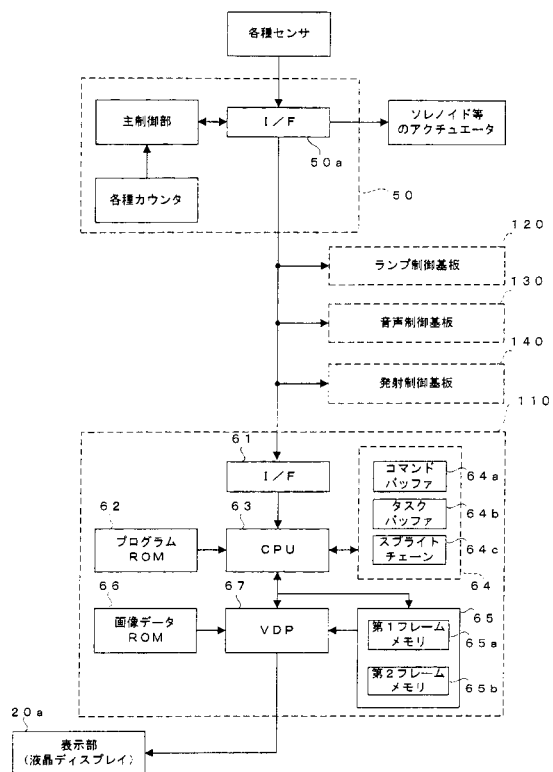 各種センサ
主制御部
I／F
ソレノイド等
のアクチュエータ
50a
各種カウンタ
50
120
ランプ制御基板
130
音声制御基板
140
発射制御基板
110
61
I／F
コマンド
バッファ
64a
62
63
タスク
バッファ
64b
プログラム
ROM
CPU
スプライト
チェーン
64c
64
66
67
65
画像データ
ROM
VDP
第1フレーム
メモリ
65a
第2フレーム
メモリ
65b
20a
表示部
(液晶ディスプレイ)